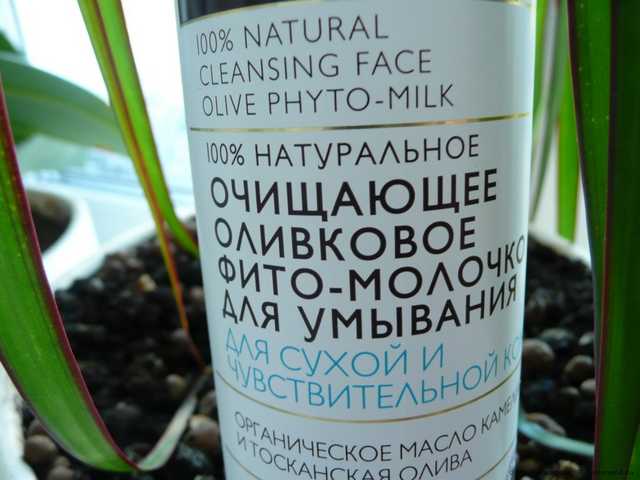 100% NATURAL
CLEANSING FACE
OLIVE PHYTO-MILK
100% НАТУРАЛЬНОЕ
ОЧИЩАЮЩЕЕ
ОЛИВКОВОЕ
ФИТО-МОЛОЧКО
ДЛЯ УМЫВАНИЯ
ДЛЯ СУХОЙ И
ЧУВСТВИТЕЛЬНОЙ
ОРГАНИЧЕСКОЕ МАСЛО
И ТОСКАНСКАЯ ОЛИВА